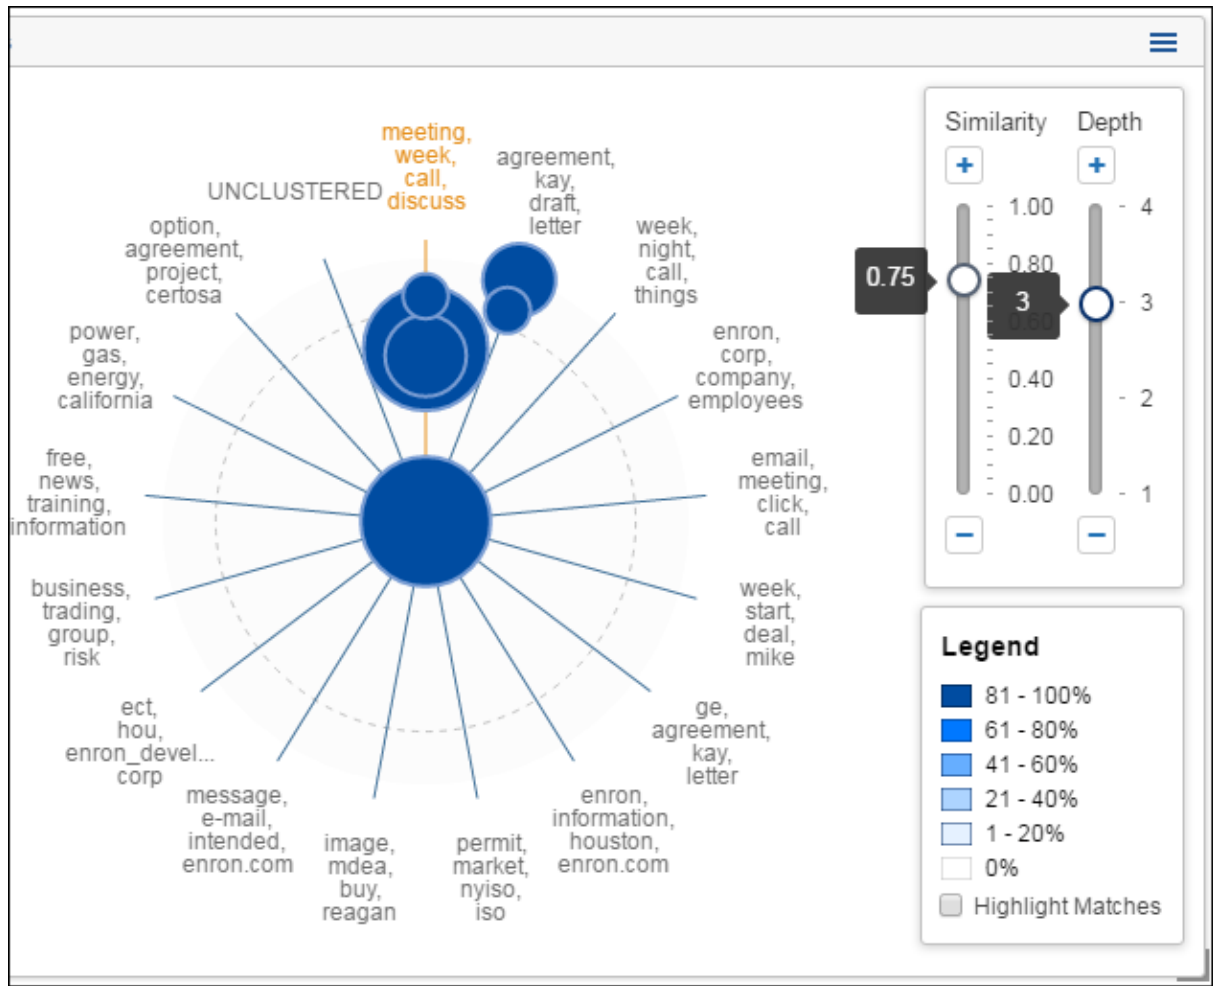 meeting,
week,
call,
discuss
agreement,
kay,
draft,
letter
week,
night,
call,
things
enron,
corp,
company,
employees
email,
meeting,
click,
call
week,
start,
deal,
mike
ge,
agreement,
kay,
letter
enron,
information,
houston,
enron.com
permit,
market,
nyiso,
iso
image,
mdea,
buy,
reagan
message,
e-mail,
intended,
enron.com
ect,
hou,
enron_devel...
corp
business,
trading,
group,
risk
free,
news,
training,
information
power,
gas,
energy,
california
option,
agreement,
project,
certosa
UNCLUSTERED
Similarity Depth
+ +
1.00 4
0.80
0.75
3 3
0.60
0.40
2
0.20
0.00 1
− −
Legend
81 - 100%
61 - 80%
41 - 60%
21 - 40%
1 - 20%
0%
Highlight Matches